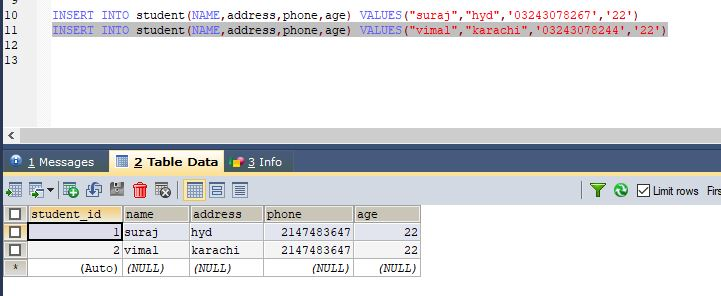 10 INSERT INTO student(NAME,address,phone,age) VALUES("suraj","hyd",'03243078267','22')
11 INSERT INTO student(NAME,address,phone,age) VALUES("vimal","karachi",'03243078244','22')
12
13
<
1 Messages 2 Table Data 3 Info
Limit rows Firs
student_id name address phone age
1 suraj hyd 2147483647 22
2 vimal karachi 2147483647 22
* (Auto) (NULL) (NULL) (NULL) (NULL)